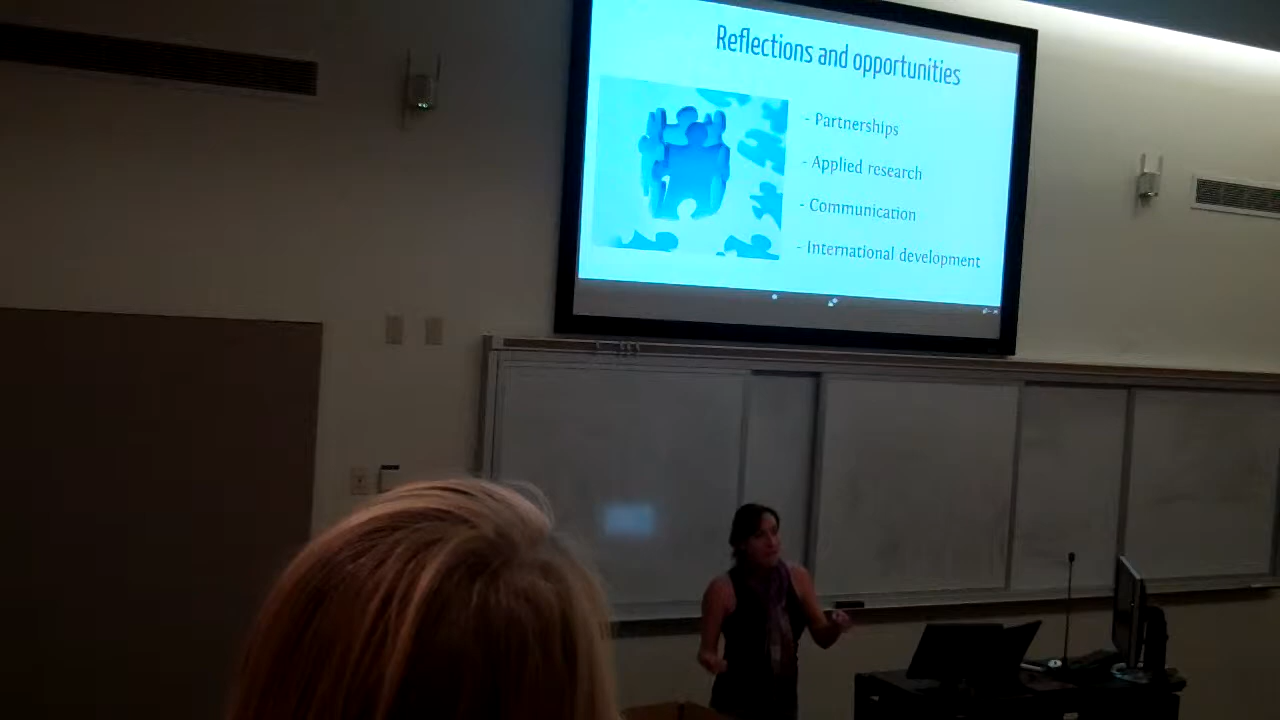 Reflections and opportunities
- Partnerships
- Applied research
- Communication
- International development